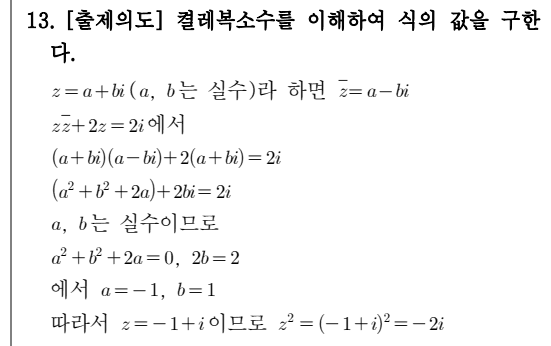 13. [출제의도] 켤레복소수를 이해하여 식의 값을 구한
다.
z = a + bi (a, b는 실수)라 하면 z̅ = a − bi
zz̅ + 2z = 2i에서
(a + bi)(a − bi) + 2(a + bi) = 2i
(a² + b² + 2a) + 2bi = 2i
a, b는 실수이므로
a² + b² + 2a = 0, 2b = 2
에서 a = −1, b = 1
따라서 z = −1 + i이므로 z² = (−1 + i)² = −2i